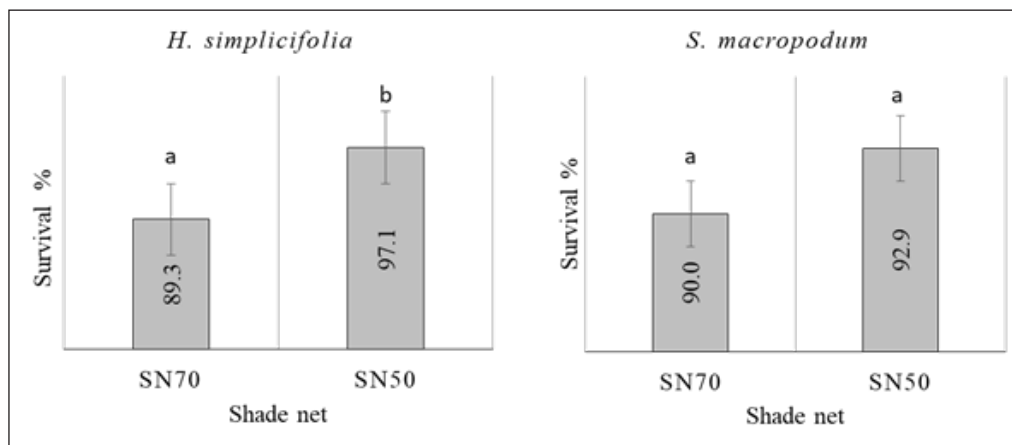 H. simplicifolia
Survival %
a
b
89.3
97.1
SN70 SN50
Shade net
S. macropodum
Survival %
a
a
90.0
92.9
SN70 SN50
Shade net